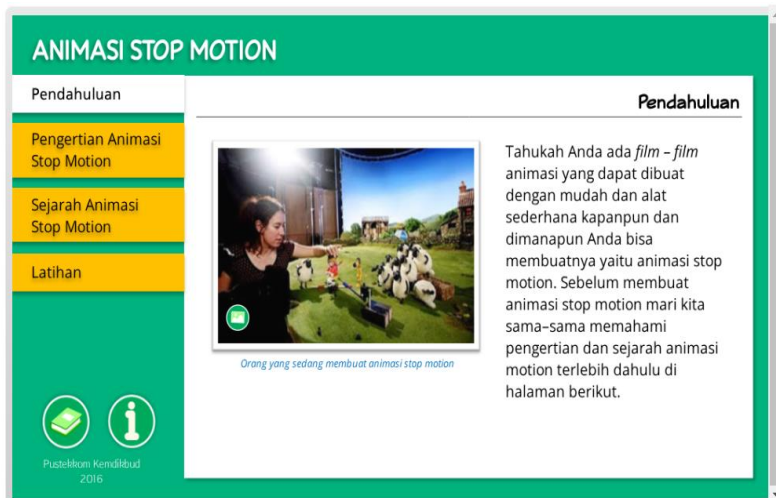 ANIMASI STOP MOTION
Pendahuluan
Pengertian Animasi
Stop Motion
Sejarah Animasi
Stop Motion
Latihan
Pustekkom Kemdikbud
2016
Pendahuluan
Orang yang sedang membuat animasi stop motion
Tahukah Anda ada film – film
animasi yang dapat dibuat
dengan mudah dan alat
sederhana kapanpun dan
dimanapun Anda bisa
membuatnya yaitu animasi stop
motion. Sebelum membuat
animasi stop motion mari kita
sama–sama memahami
pengertian dan sejarah animasi
motion terlebih dahulu di
halaman berikut.